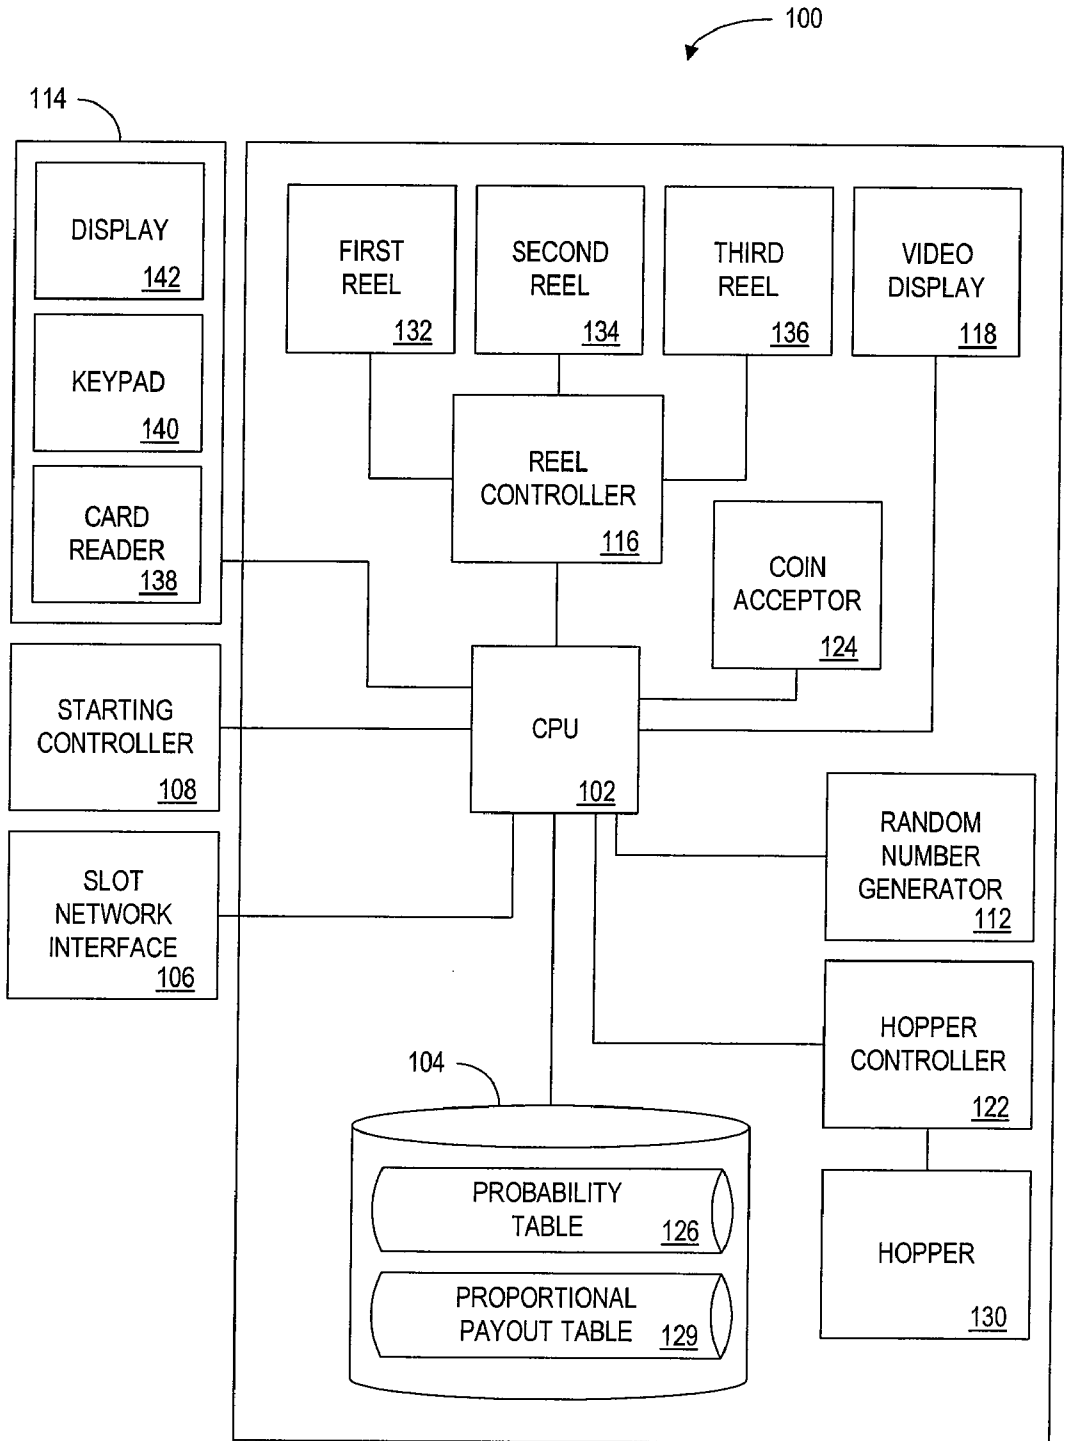 100
114
DISPLAY
142
KEYPAD
140
CARD
READER
138
FIRST
REEL
132
SECOND
REEL
134
THIRD
REEL
136
VIDEO
DISPLAY
118
REEL
CONTROLLER
116
COIN
ACCEPTOR
124
STARTING
CONTROLLER
108
CPU
102
SLOT
NETWORK
INTERFACE
106
RANDOM
NUMBER
GENERATOR
112
HOPPER
CONTROLLER
122
104
PROBABILITY
TABLE
126
PROPORTIONAL
PAYOUT TABLE
129
HOPPER
130